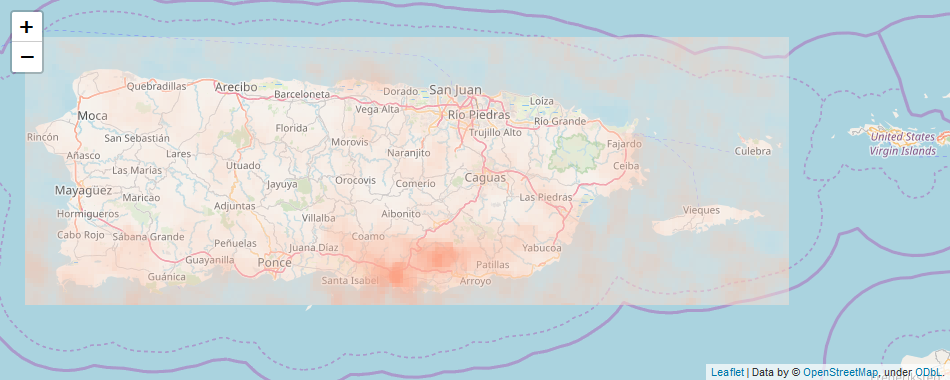 +
−
Quebradillas
Arecibo
Barceloneta
Dorado
San Juan
Moca
Vega Alta
Loíza
Río Piedras
Río Grande
Rincón
San Sebastián
Florida
Trujillo Alto
United States
Virgin Islands
Añasco
Lares
Morovis
Naranjito
Fajardo
Culebra
Las Marías
Utuado
Ceiba
Mayagüez
Maricao
Jayuya
Orocovis
Comerio
Caguas
Las Piedras
Hormigueros
Adjuntas
Villalba
Aibonito
Vieques
Cabo Rojo
Sábana Grande
Peñuelas
Juana Díaz
Coamo
Yabucoa
Guayanilla
Ponce
Patillas
Guánica
Santa Isabel
Arroyo
Leaflet | Data by © OpenStreetMap, under ODbL.